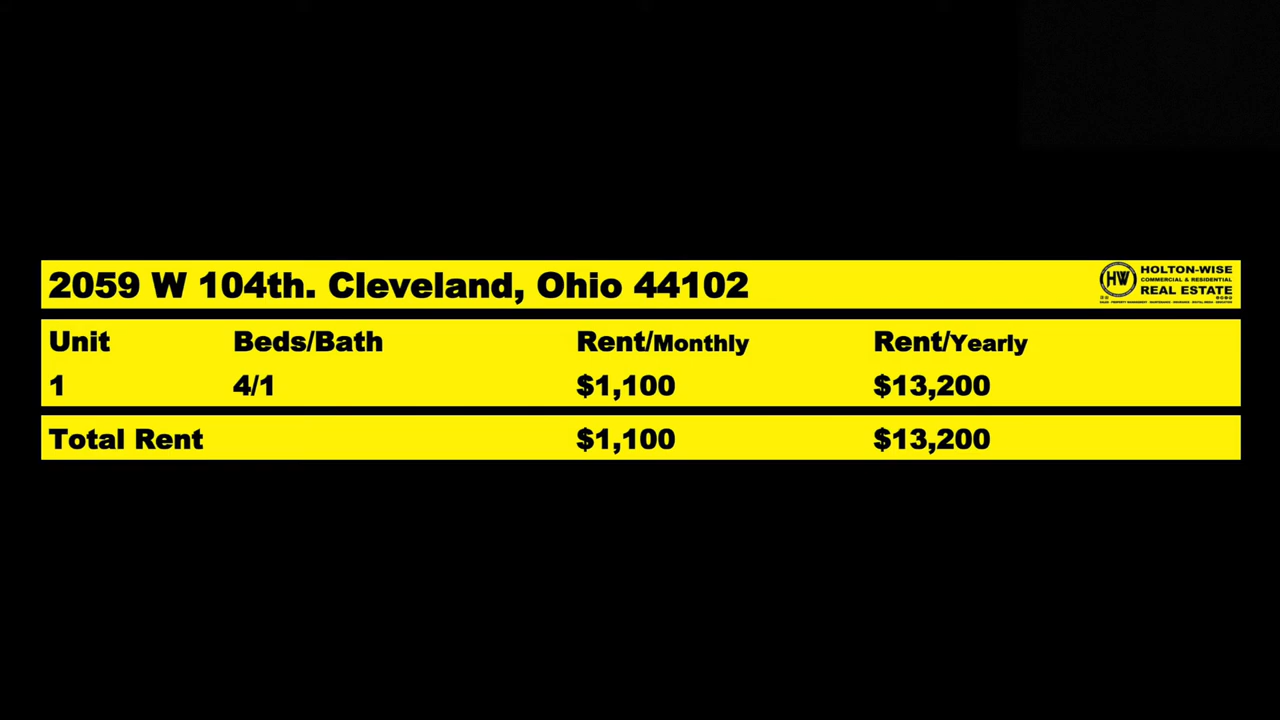 2059 W 104th. Cleveland, Ohio 44102
HOLTON-WISE
COMMERCIAL & RESIDENTIAL
REAL ESTATE
Unit Beds/Bath Rent/Monthly Rent/Yearly
1 4/1 $1,100 $13,200
Total Rent $1,100 $13,200